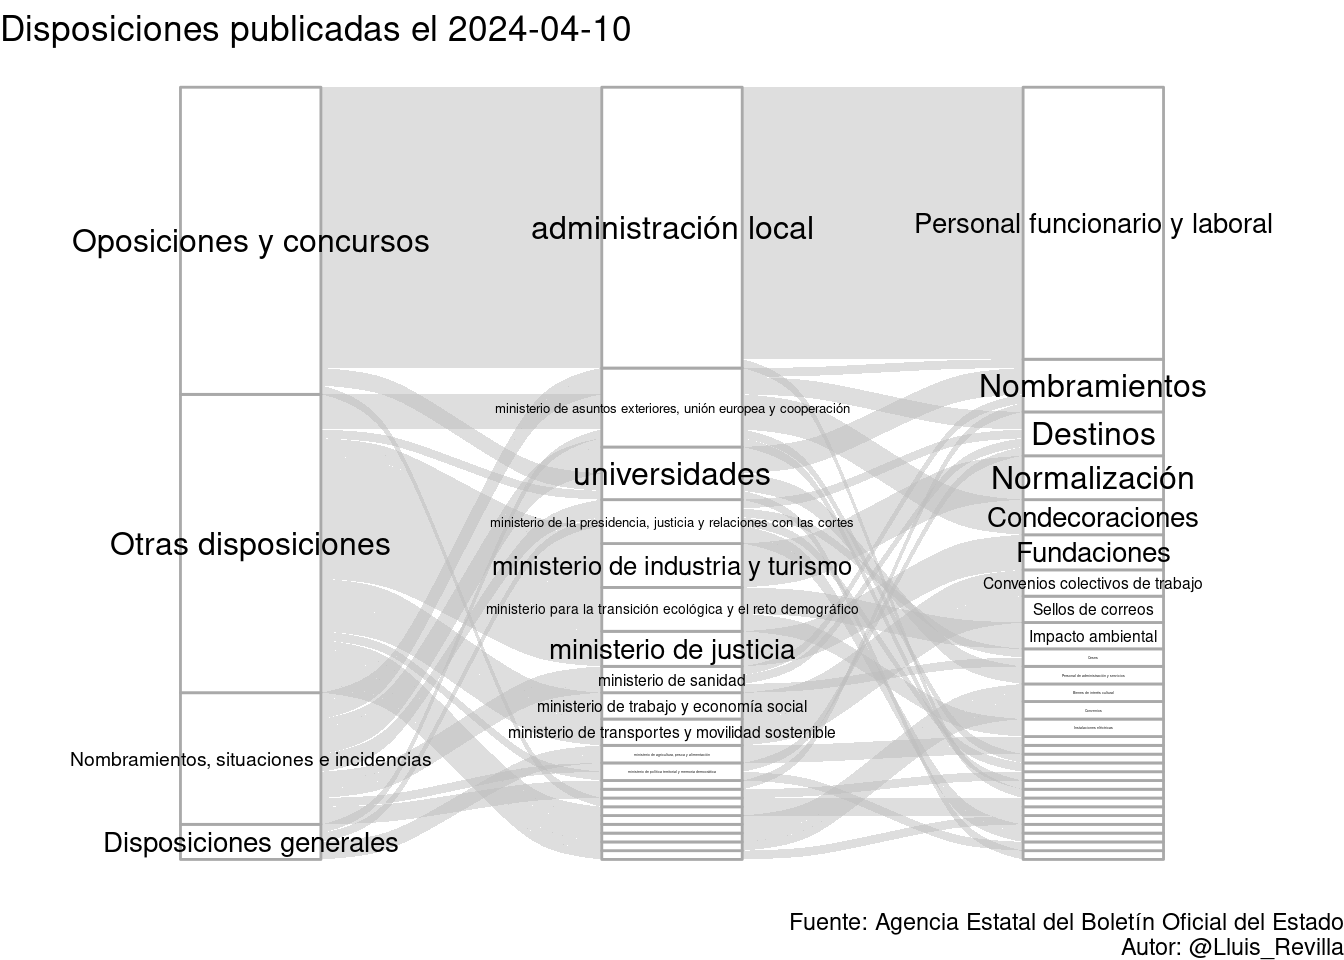 Disposiciones publicadas el 2024-04-10
Oposiciones y concursos
Otras disposiciones
Nombramientos, situaciones e incidencias
Disposiciones generales
administración local
ministerio de asuntos exteriores, unión europea y cooperación
universidades
ministerio de la presidencia, justicia y relaciones con las cortes
ministerio de industria y turismo
ministerio para la transición ecológica y el reto demográfico
ministerio de justicia
ministerio de sanidad
ministerio de trabajo y economía social
ministerio de transportes y movilidad sostenible
ministerio de agricultura, pesca y alimentación
ministerio de política territorial y memoria democrática
Personal funcionario y laboral
Nombramientos
Destinos
Normalización
Condecoraciones
Fundaciones
Convenios colectivos de trabajo
Sellos de correos
Impacto ambiental
Ceses
Personal de administración y servicios
Bienes de interés cultural
Convenios
Instalaciones eléctricas
Fuente: Agencia Estatal del Boletín Oficial del Estado
Autor: @Lluis_Revilla